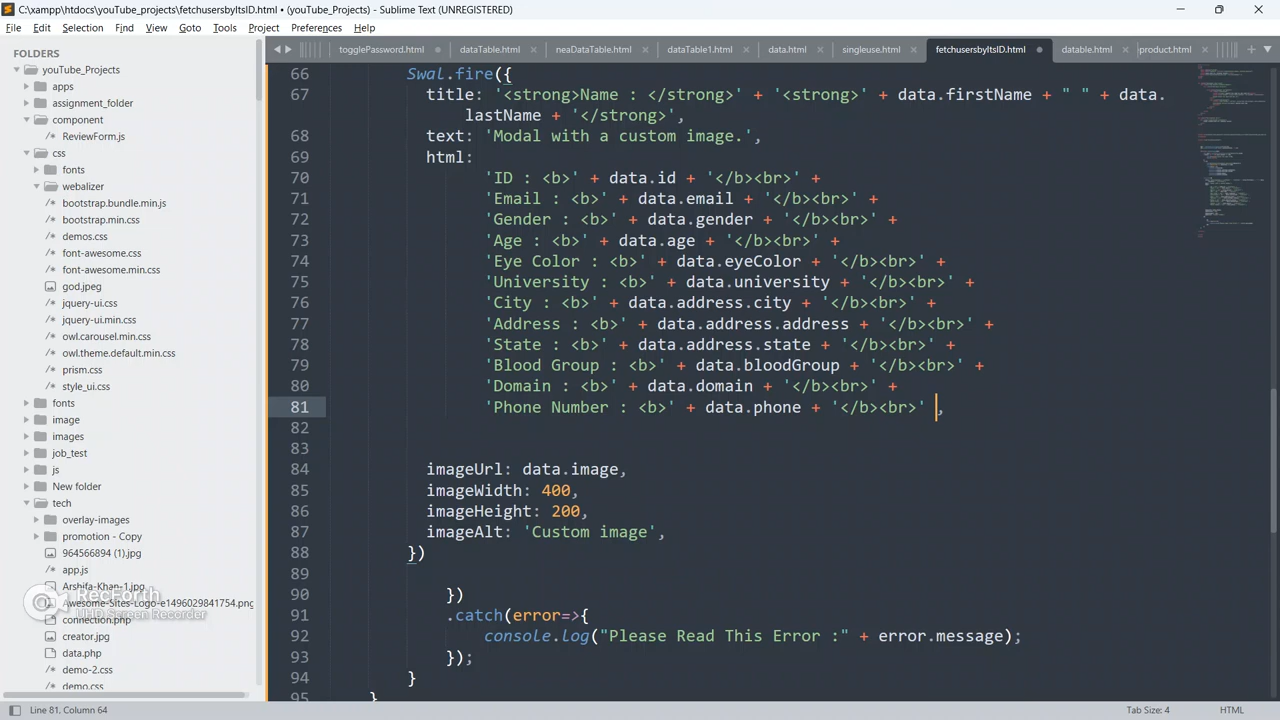 C:\xampp\htdocs\youTube_projects\fetchusersbyItsID.html • (youTube_Projects) - Sublime Text (UNREGISTERED)
File Edit Selection Find View Goto Tools Project Preferences Help
togglePassword.html dataTable.html neaDataTable.html dataTable1.html data.html singleuse.html fetchusersbyItsID.html datable.html product.html
FOLDERS
youTube_Projects
apps
assignment_folder
component
ReviewForm.js
css
fonts
webalizer
bootstrap.bundle.min.js
bootstrap.min.css
demos.css
font-awesome.css
font-awesome.min.css
god.jpeg
jquery-ui.css
jquery-ui.min.css
owl.carousel.min.css
owl.theme.default.min.css
prism.css
style_ui.css
fonts
image
images
job_test
js
New folder
tech
overlay-images
promotion - Copy
964566894 (1).jpg
app.js
Arshifa-Khan-1.jpg
Awesome-Sites-Logo-e1496029841754.png
connection.php
creator.jpg
data.php
demo-2.css
demo.css
RecForth
UHD Screen Recorder
66 Swal.fire({
67 title: '<strong>Name : </strong>' + '<strong>' + data.firstName + " " + data.
lastName + '</strong>',
68 text: 'Modal with a custom image.',
69 html:
70 'ID : <b>' + data.id + '</b><br>' +
71 'Email : <b>' + data.email + '</b><br>' +
72 'Gender : <b>' + data.gender + '</b><br>' +
73 'Age : <b>' + data.age + '</b><br>' +
74 'Eye Color : <b>' + data.eyeColor + '</b><br>' +
75 'University : <b>' + data.university + '</b><br>' +
76 'City : <b>' + data.address.city + '</b><br>' +
77 'Address : <b>' + data.address.address + '</b><br>' +
78 'State : <b>' + data.address.state + '</b><br>' +
79 'Blood Group : <b>' + data.bloodGroup + '</b><br>' +
80 'Domain : <b>' + data.domain + '</b><br>' +
81 'Phone Number : <b>' + data.phone + '</b><br>' ,
82
83
84 imageUrl: data.image,
85 imageWidth: 400,
86 imageHeight: 200,
87 imageAlt: 'Custom image',
88 })
89
90 })
91 .catch(error=>{
92 console.log("Please Read This Error :" + error.message);
93 });
94 }
95 }
Line 81, Column 64 Tab Size: 4 HTML